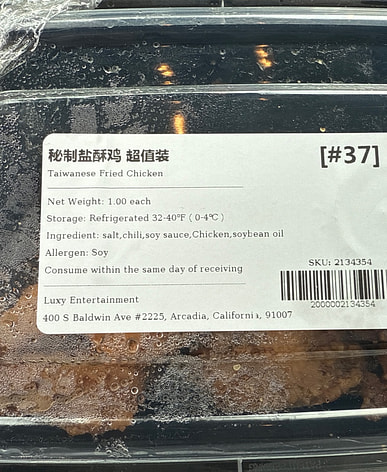 秘制盐酥鸡 超值装
[#37]
Taiwanese Fried Chicken
Net Weight: 1.00 each
Storage: Refrigerated 32-40℉ ( 0-4℃ )
Ingredient: salt,chili,soy sauce,Chicken,soybean oil
Allergen: Soy
Consume within the same day of receiving
SKU: 2134354
2000002134354
Luxy Entertainment
400 S Baldwin Ave #2225, Arcadia, California, 91007